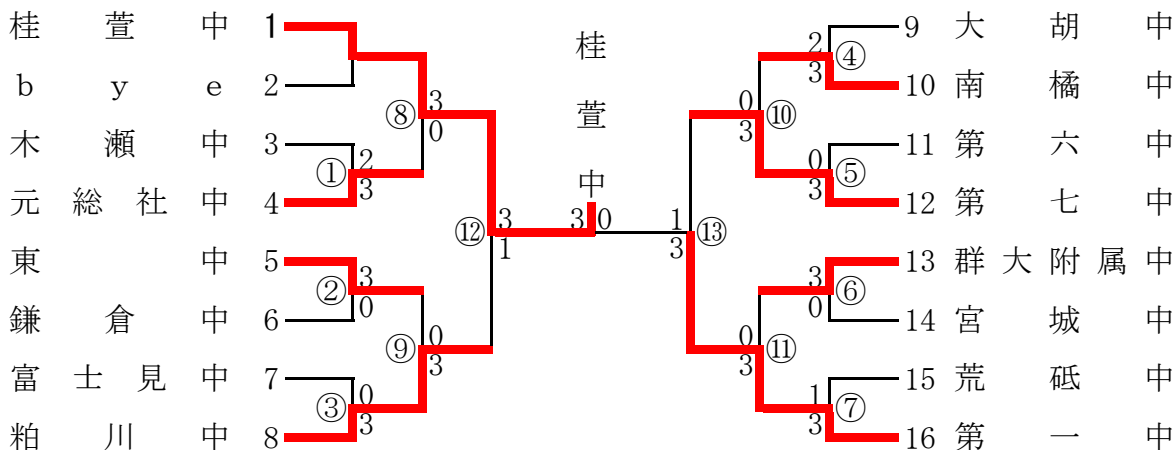 桂萱中 1
bye 2
木瀬中 3
元総社中 4
東中 5
鎌倉中 6
富士見中 7
粕川中 8
① 2 3
② 3 0
③ 0 3
⑧ 3 0
⑨ 0 3
⑫ 3 1
桂萱中
3 0
1 3 ⑬
0 3 ⑩
0 3 ⑪
2 3 ④
0 3 ⑤
3 0 ⑥
1 3 ⑦
9 大胡中
10 南橘中
11 第六中
12 第七中
13 群大附属中
14 宮城中
15 荒砥中
16 第一中